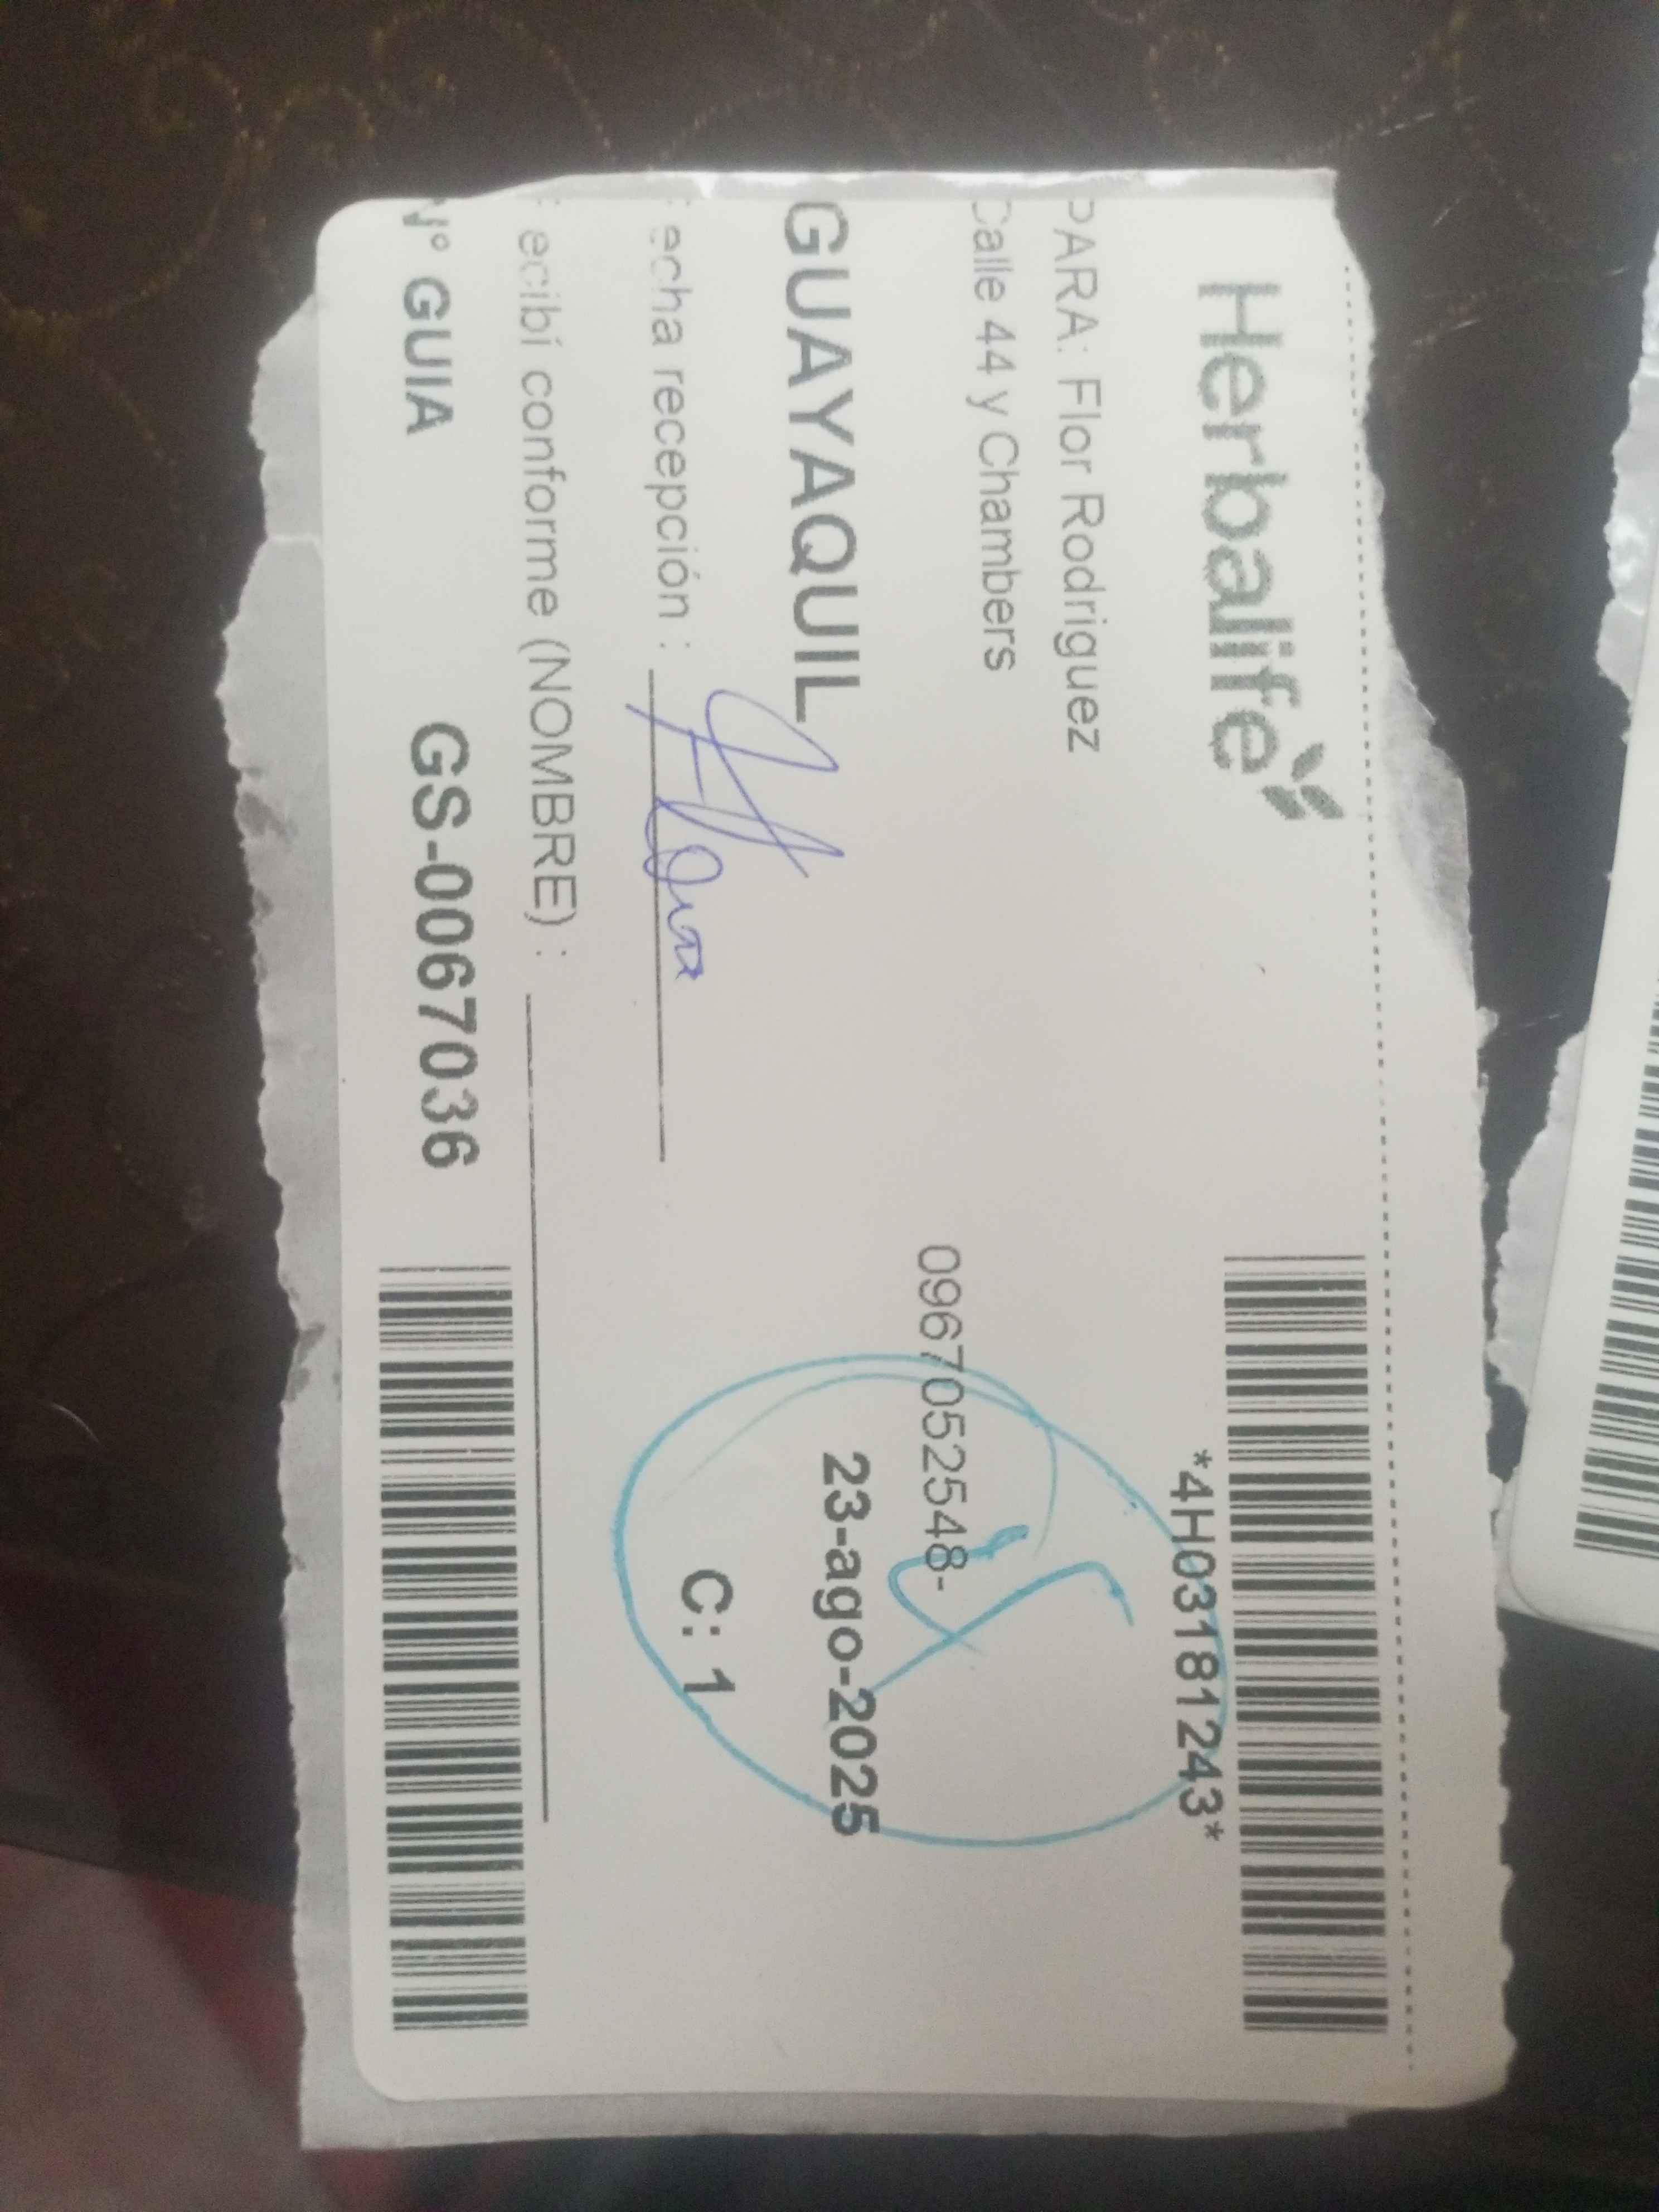 Herbalife
*4H03181243*
PARA: Flor Rodriguez
Calle 44 y Chambers
0967052548-
GUAYAQUIL
23-ago-2025
echa recepción :
C: 1
ecibí conforme (NOMBRE) :
N° GUIA GS-0067036